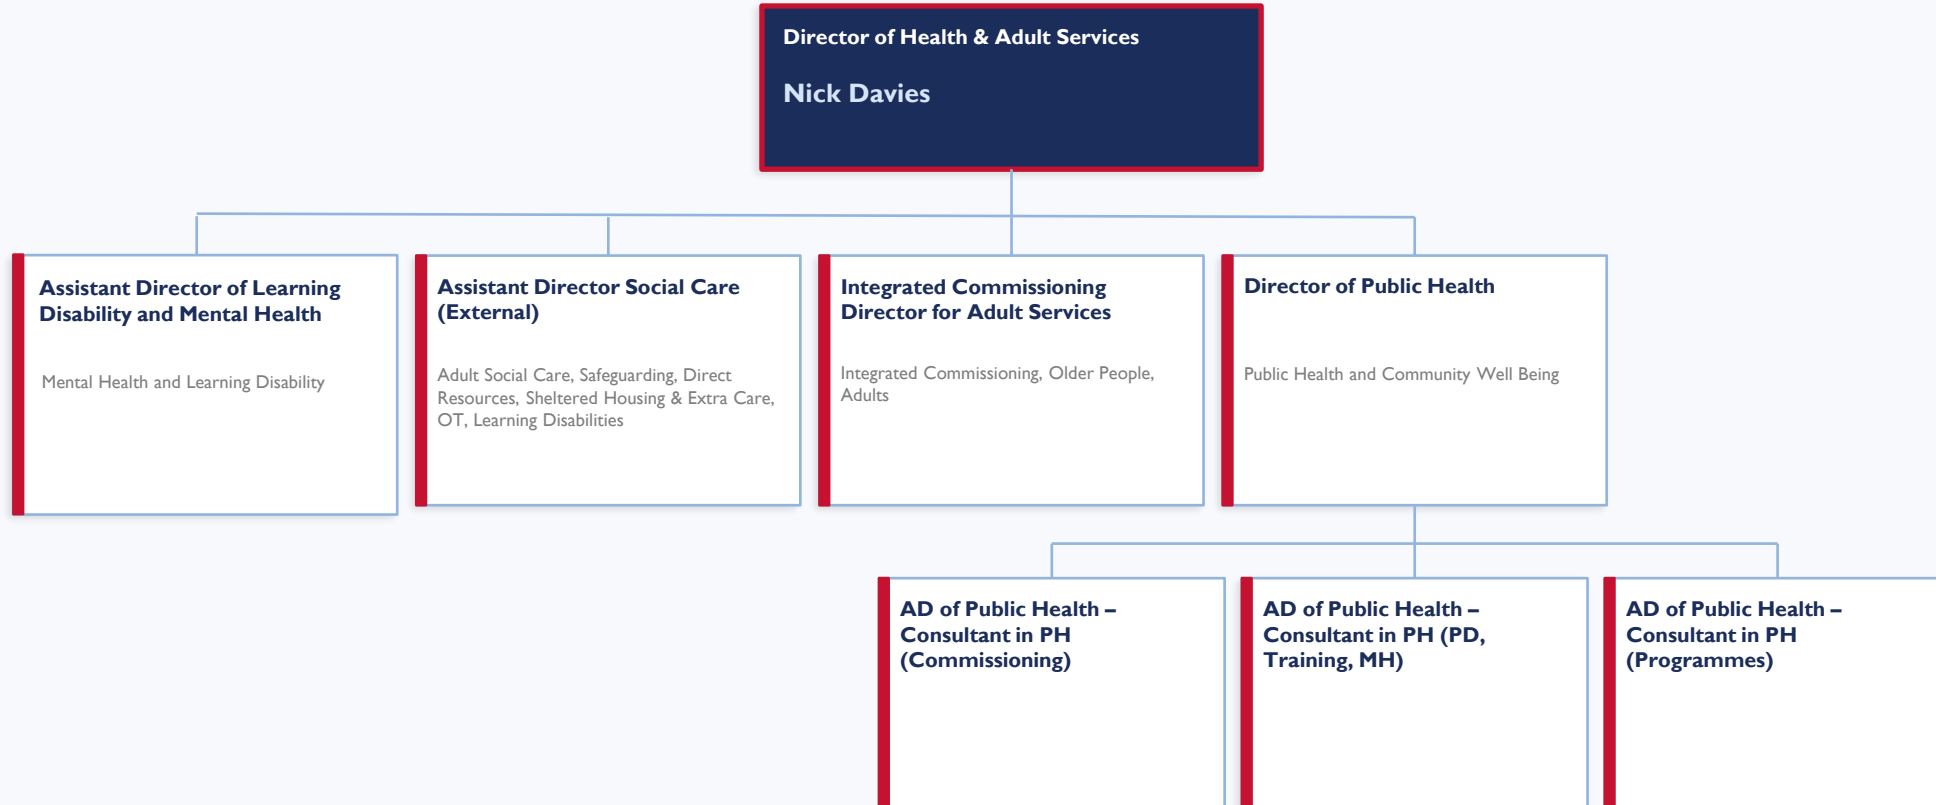 Director of Health & Adult Services
Nick Davies
Assistant Director of Learning
Disability and Mental Health
Mental Health and Learning Disability
Assistant Director Social Care
(External)
Adult Social Care, Safeguarding, Direct
Resources, Sheltered Housing & Extra Care,
OT, Learning Disabilities
Integrated Commissioning
Director for Adult Services
Integrated Commissioning, Older People,
Adults
Director of Public Health
Public Health and Community Well Being
AD of Public Health –
Consultant in PH
(Commissioning)
AD of Public Health –
Consultant in PH (PD,
Training, MH)
AD of Public Health –
Consultant in PH
(Programmes)